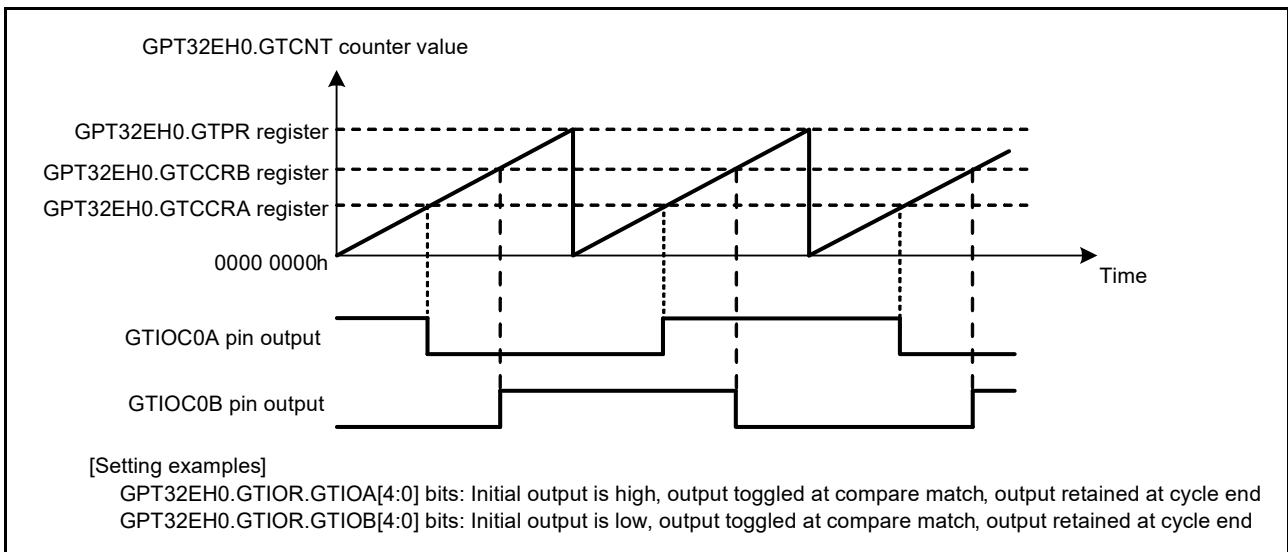 GPT32EH0.GTCNT counter value
GPT32EH0.GTPR register
GPT32EH0.GTCCRB register
GPT32EH0.GTCCRA register
0000 0000h
Time
GTIOC0A pin output
GTIOC0B pin output
[Setting examples]
GPT32EH0.GTIOR.GTIOA[4:0] bits: Initial output is high, output toggled at compare match, output retained at cycle end
GPT32EH0.GTIOR.GTIOB[4:0] bits: Initial output is low, output toggled at compare match, output retained at cycle end